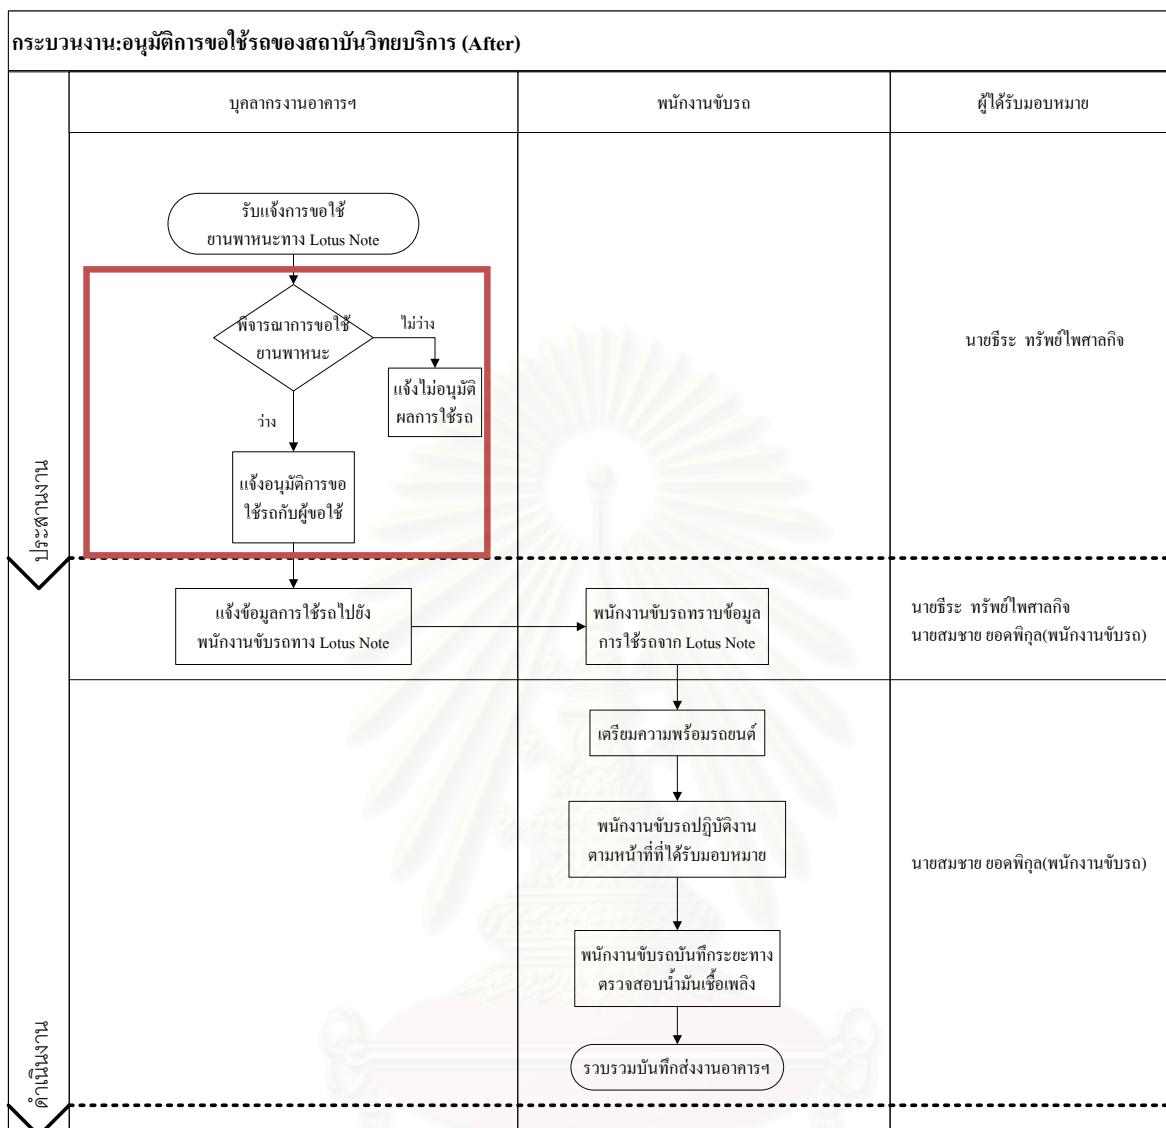 กระบวนงาน:อนุมัติการขอใช้รถของสถาบันวิทยบริการ (After)
บุคลากรงานอาคารฯ
พนักงานขับรถ
ผู้ได้รับมอบหมาย
ประสานงาน
รับแจ้งการขอใช้
ยานพาหนะทาง Lotus Note
พิจารณาการขอใช้
ยานพาหนะ
ไม่ว่าง
แจ้งไม่อนุมัติ
ผลการใช้รถ
ว่าง
แจ้งอนุมัติการขอ
ใช้รถกับผู้ขอใช้
นายธีระ ทรัพย์ไพศาลกิจ
ดำเนินงาน
แจ้งข้อมูลการใช้รถไปยัง
พนักงานขับรถทาง Lotus Note
พนักงานขับรถทราบข้อมูล
การใช้รถจาก Lotus Note
นายธีระ ทรัพย์ไพศาลกิจ
นายสมชาย ยอดพิกุล(พนักงานขับรถ)
เตรียมความพร้อมรถยนต์
พนักงานขับรถปฏิบัติงาน
ตามหน้าที่ที่ได้รับมอบหมาย
นายสมชาย ยอดพิกุล(พนักงานขับรถ)
พนักงานขับรถบันทึกระยะทาง
ตรวจสอบน้ำมันเชื้อเพลิง
รวบรวมบันทึกส่งงานอาคารฯ